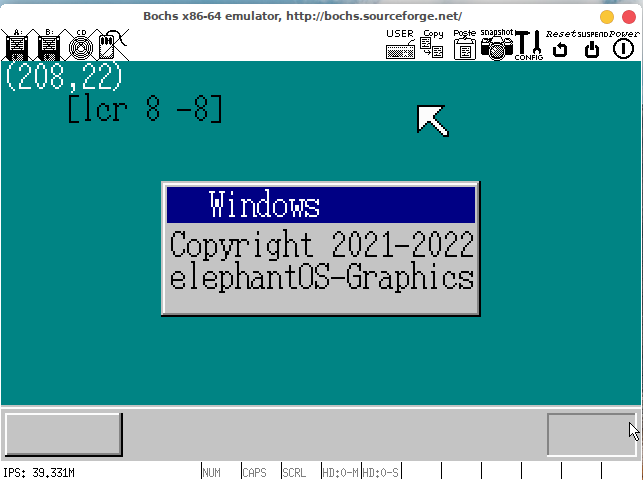 Bochs x86-64 emulator, http://bochs.sourceforge.net/
A: B: CD USER Copy Paste snapshot CONFIG Reset SUSPEND Power
(208,22)
[lcr 8 -8]
Windows
Copyright 2021-2022
elephantOS-Graphics
IPS: 39.331M NUM CAPS SCRL HD:0-M HD:0-S